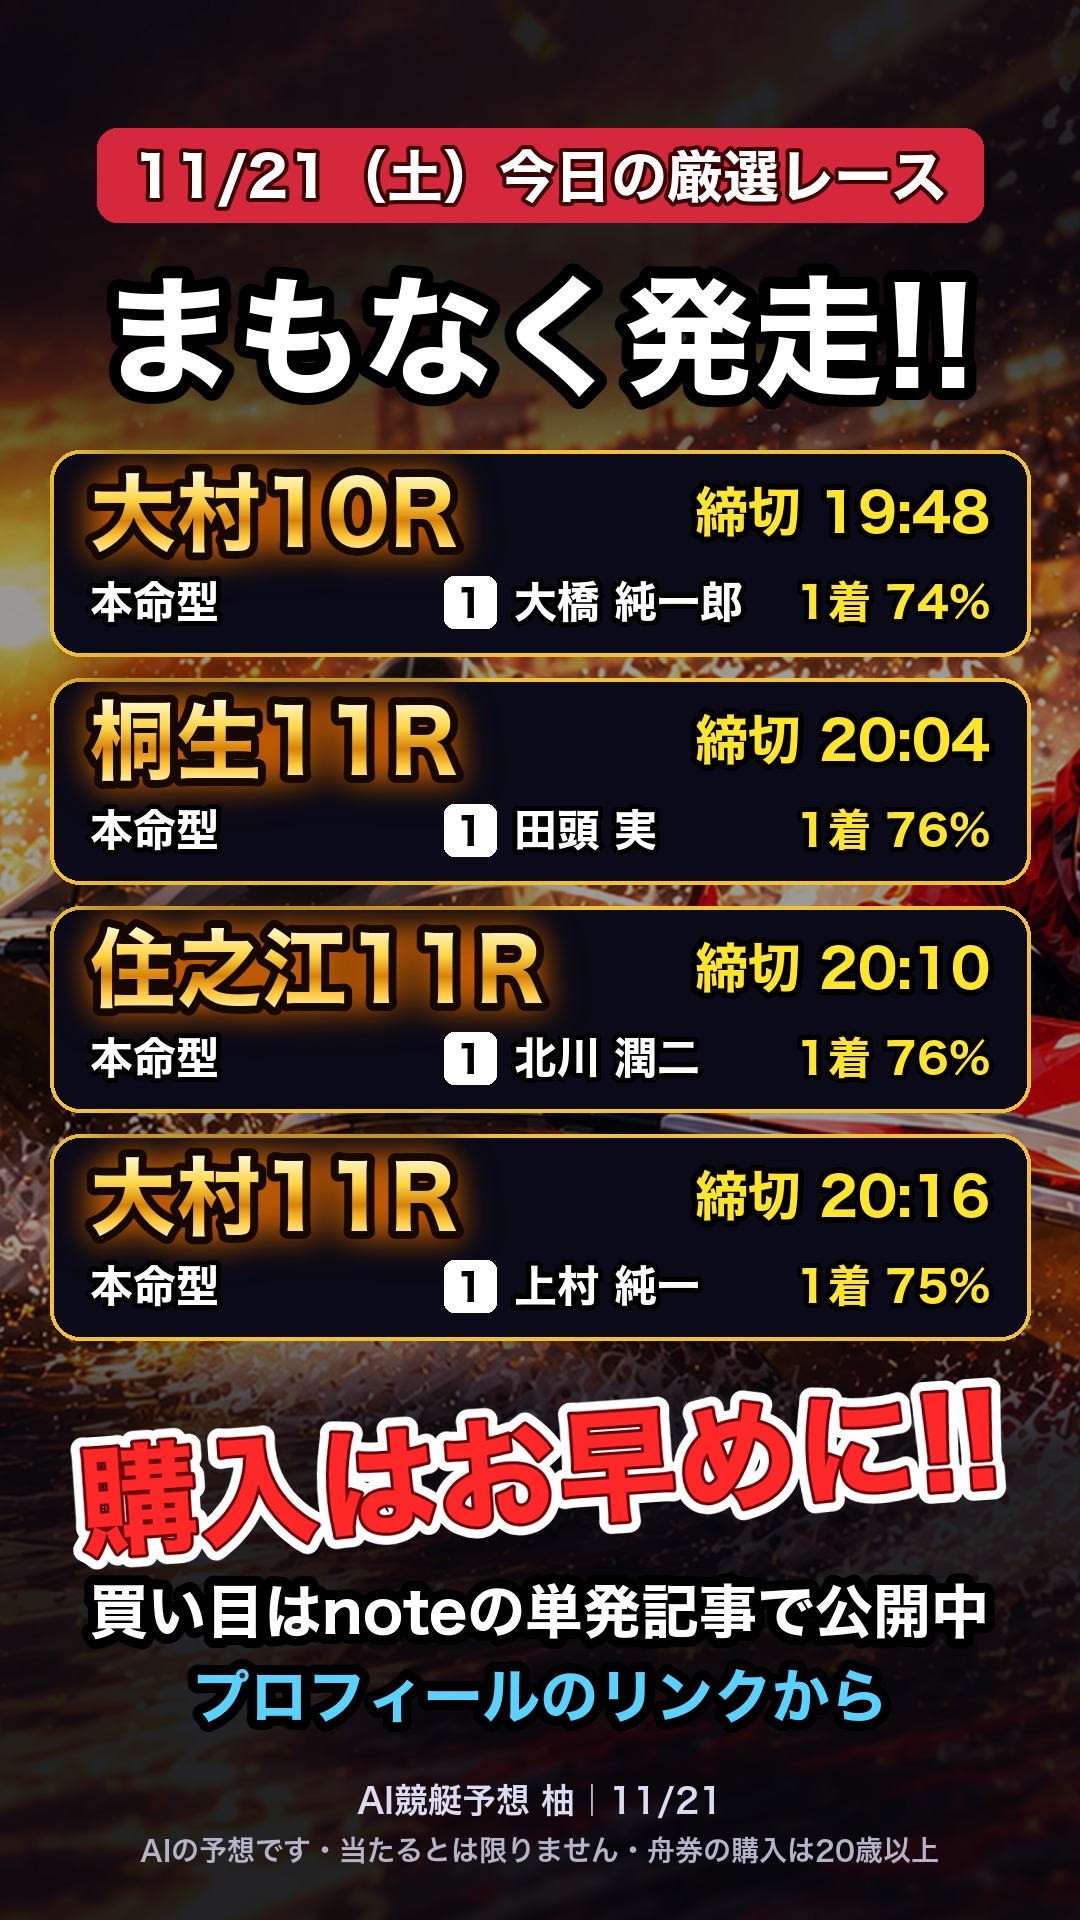 11/21（土）今日の厳選レース
まもなく発走!!
大村10R 締切 19:48
本命型 1 大橋 純一郎 1着 74%
桐生11R 締切 20:04
本命型 1 田頭 実 1着 76%
住之江11R 締切 20:10
本命型 1 北川 潤二 1着 76%
大村11R 締切 20:16
本命型 1 上村 純一 1着 75%
購入はお早めに!!
買い目はnoteの単発記事で公開中
プロフィールのリンクから
AI競艇予想 柚｜11/21
AIの予想です・当たるとは限りません・舟券の購入は20歳以上